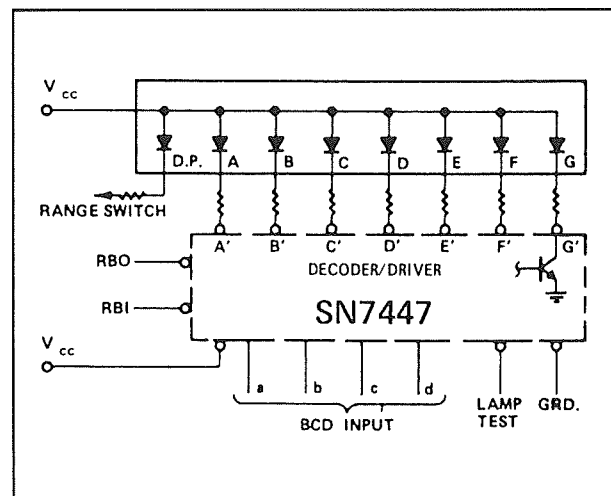 V cc
D.P. A B C D E F G
RANGE SWITCH
A' B' C' D' E' F' G'
RBO
DECODER/DRIVER
RBI
SN7447
V cc
a b c d
BCD INPUT
LAMP TEST
GRD.